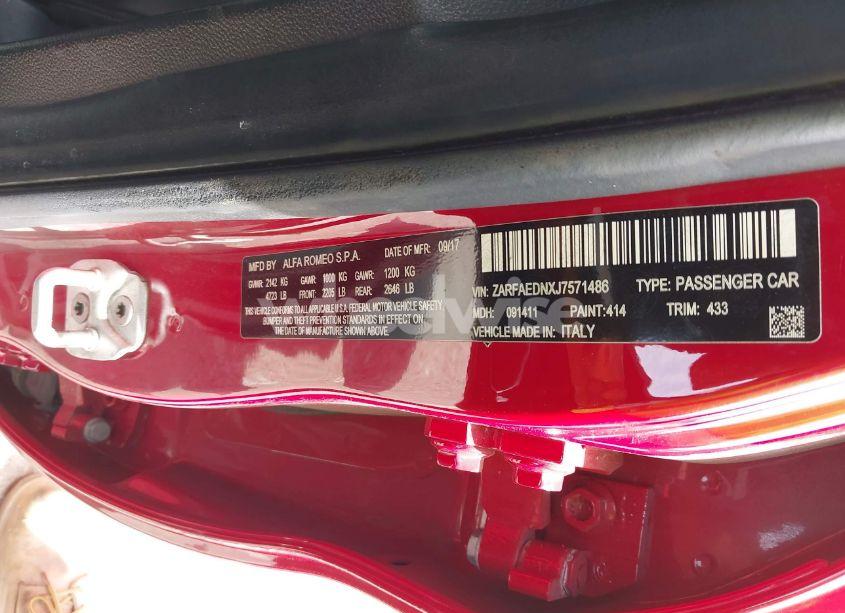 MFD BY ALFA ROMEO S.P.A. DATE OF MFR: 09/17
GVWR: 2142 KG GAWR: 1000 KG GAWR: 1200 KG
4723 LB FRONT: 2205 LB REAR: 2646 LB
THIS VEHICLE CONFORMS TO ALL APPLICABLE U.S.A. FEDERAL MOTOR VEHICLE SAFETY,
BUMPER AND THEFT PREVENTION STANDARDS IN EFFECT ON
THE DATE OF MANUFACTURE SHOWN ABOVE.
VIN: ZARFAEDNXJ7571486 TYPE: PASSENGER CAR
MDH: 091411 PAINT:414 TRIM: 433
VEHICLE MADE IN: ITALY